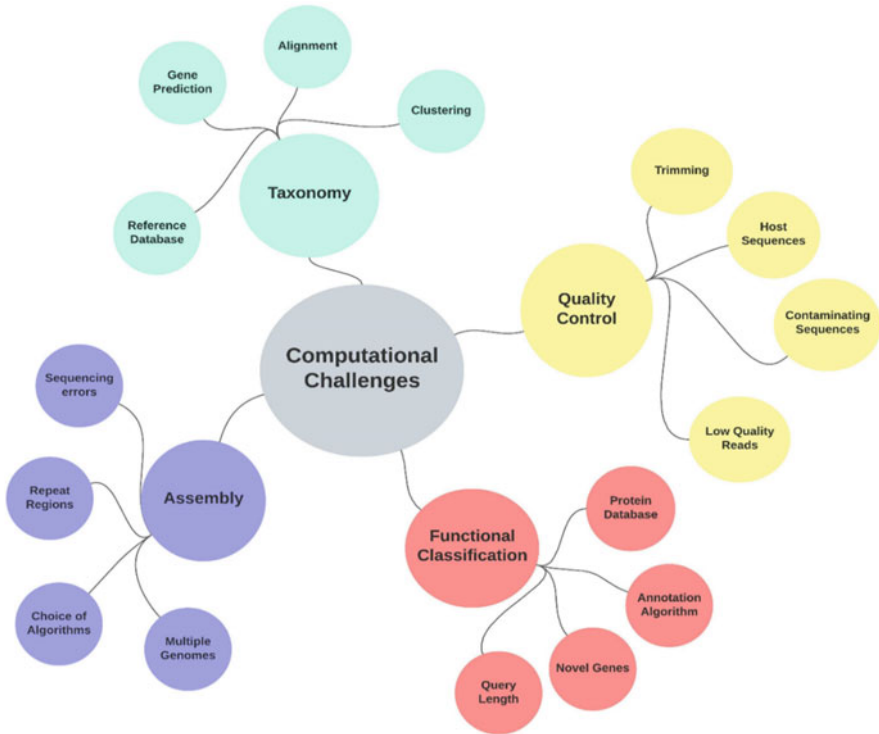 Alignment
Gene
Prediction
Clustering
Taxonomy
Reference
Database
Trimming
Host
Sequences
Quality
Control
Contaminating
Sequences
Low Quality
Reads
Computational
Challenges
Sequencing
errors
Repeat
Regions
Assembly
Choice of
Algorithms
Multiple
Genomes
Functional
Classification
Protein
Database
Annotation
Algorithm
Novel Genes
Query
Length